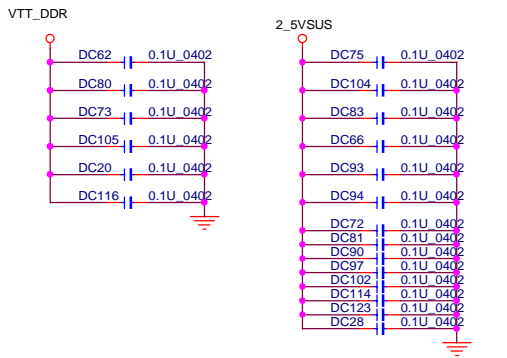 VTT_DDR
2_5VSUS
DC62 0.1U_0402
DC80 0.1U_0402
DC73 0.1U_0402
DC105 0.1U_0402
DC20 0.1U_0402
DC116 0.1U_0402
DC75 0.1U_0402
DC104 0.1U_0402
DC83 0.1U_0402
DC66 0.1U_0402
DC93 0.1U_0402
DC94 0.1U_0402
DC72 0.1U_0402
DC81 0.1U_0402
DC90 0.1U_0402
DC97 0.1U_0402
DC102 0.1U_0402
DC114 0.1U_0402
DC123 0.1U_0402
DC28 0.1U_0402